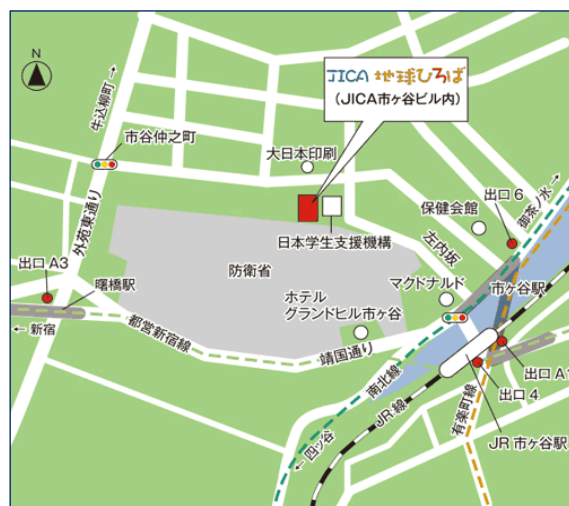 N
JICA 地球ひろば
(JICA市ヶ谷ビル内)
牛込柳町
市谷仲之町
大日本印刷
出口6
御茶ノ水
保健会館
外苑東通り
日本学生支援機構
左内坂
出口A3
曙橋駅
防衛省
マクドナルド
市ヶ谷駅
ホテル
グランドヒル市ヶ谷
新宿
都営新宿線
靖国通り
南北線
JR線
有楽町線
出口A1
出口4
四ッ谷
JR市ヶ谷駅